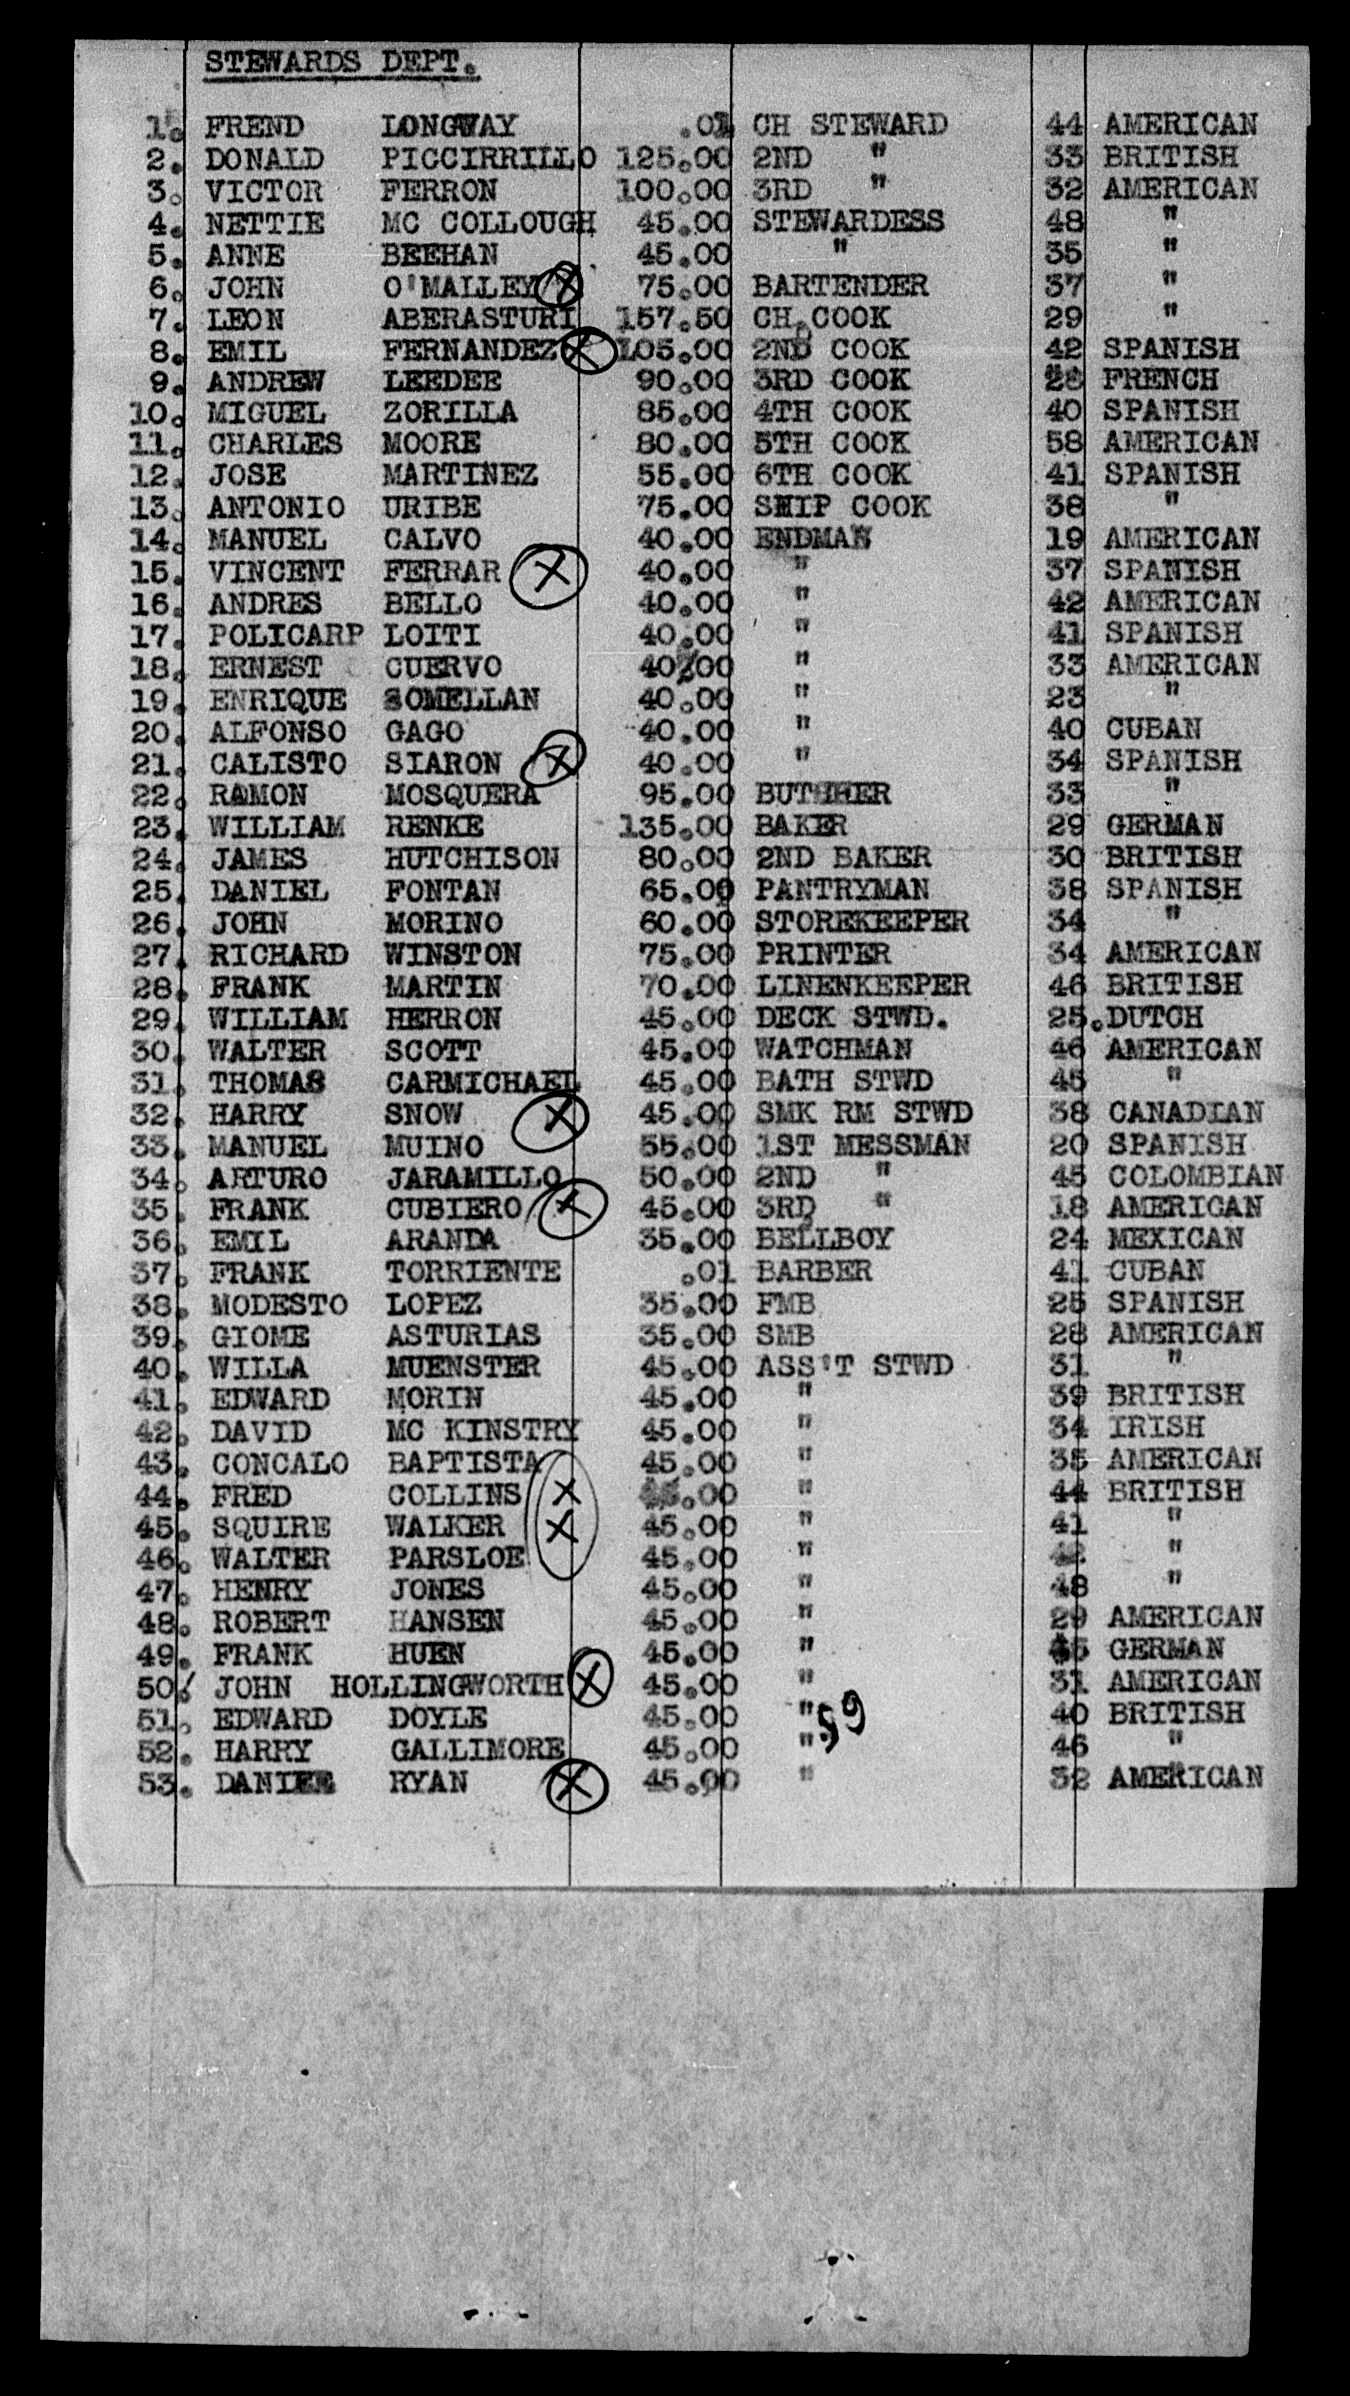 STEWARDS DEPT.
1. FREND LONGWAY .01 CH STEWARD 44 AMERICAN
2. DONALD PICCIRRILLO 125.00 2ND " 33 BRITISH
3. VICTOR FERRON 100.00 3RD " 32 AMERICAN
4. NETTIE MC COLLOUGH 45.00 STEWARDESS 48 "
5. ANNE BEEHAN 45.00 " 35 "
6. JOHN O'MALLEY X 75.00 BARTENDER 37 "
7. LEON ABERASTURI 157.50 CH. COOK 29 "
8. EMIL FERNANDEZ X 105.00 2ND COOK 42 SPANISH
9. ANDREW LEEDEE 90.00 3RD COOK 28 FRENCH
10. MIGUEL ZORILLA 85.00 4TH COOK 40 SPANISH
11. CHARLES MOORE 80.00 5TH COOK 58 AMERICAN
12. JOSE MARTINEZ 55.00 6TH COOK 41 SPANISH
13. ANTONIO URIBE 75.00 SHIP COOK 38 "
14. MANUEL CALVO 40.00 ENDMAN 19 AMERICAN
15. VINCENT FERRAR X 40.00 " 37 SPANISH
16. ANDRES BELLO 40.00 " 42 AMERICAN
17. POLICARP LOITI 40.00 " 41 SPANISH
18. ERNEST CUERVO 40.00 " 33 AMERICAN
19. ENRIQUE SOMELLAN 40.00 " 23 "
20. ALFONSO GAGO 40.00 " 40 CUBAN
21. CALISTO SIARON X 40.00 " 34 SPANISH
22. RAMON MOSQUERA 95.00 BUTHHER 33 "
23. WILLIAM RENKE 135.00 BAKER 29 GERMAN
24. JAMES HUTCHISON 80.00 2ND BAKER 30 BRITISH
25. DANIEL FONTAN 65.00 PANTRYMAN 38 SPANISH
26. JOHN MORINO 60.00 STOREKEEPER 34 "
27. RICHARD WINSTON 75.00 PRINTER 34 AMERICAN
28. FRANK MARTIN 70.00 LINENKEEPER 46 BRITISH
29. WILLIAM HERRON 45.00 DECK STWD. 25.DUTCH
30. WALTER SCOTT 45.00 WATCHMAN 46 AMERICAN
31. THOMAS CARMICHAEL 45.00 BATH STWD 45 "
32. HARRY SNOW X 45.00 SMK RM STWD 38 CANADIAN
33. MANUEL MUINO 55.00 1ST MESSMAN 20 SPANISH
34. ARTURO JARAMILLO 50.00 2ND " 45 COLOMBIAN
35. FRANK CUBIERO X 45.00 3RD " 18 AMERICAN
36. EMIL ARANDA 35.00 BELLBOY 24 MEXICAN
37. FRANK TORRIENTE .01 BARBER 41 CUBAN
38. MODESTO LOPEZ 35.00 FMB 25 SPANISH
39. GIOME ASTURIAS 35.00 SMB 28 AMERICAN
40. WILLA MUENSTER 45.00 ASS'T STWD 31 "
41. EDWARD MORIN 45.00 " 39 BRITISH
42. DAVID MC KINSTRY 45.00 " 34 IRISH
43. CONCALO BAPTISTA 45.00 " 35 AMERICAN
44. FRED COLLINS X 45.00 " 44 BRITISH
45. SQUIRE WALKER X 45.00 " 41 "
46. WALTER PARSLOE 45.00 " 42 "
47. HENRY JONES 45.00 " 48 "
48. ROBERT HANSEN 45.00 " 29 AMERICAN
49. FRANK HUEN 45.00 " GERMAN
50. JOHN HOLLINGWORTH X 45.00 " 31 AMERICAN
51. EDWARD DOYLE 45.00 " 59 40 BRITISH
52. HARRY GALLIMORE 45.00 " 46 "
53. RYAN X 45.00 " 32 AMERICAN